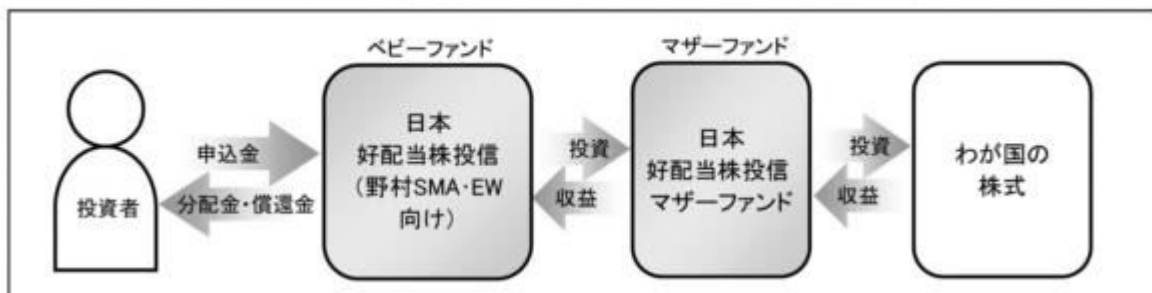 ベビーファンド
マザーファンド
投資者
申込金
分配金・償還金
日本
好配当株投信
(野村SMA・EW
向け)
投資
収益
日本
好配当株投信
マザーファンド
投資
収益
わが国の
株式